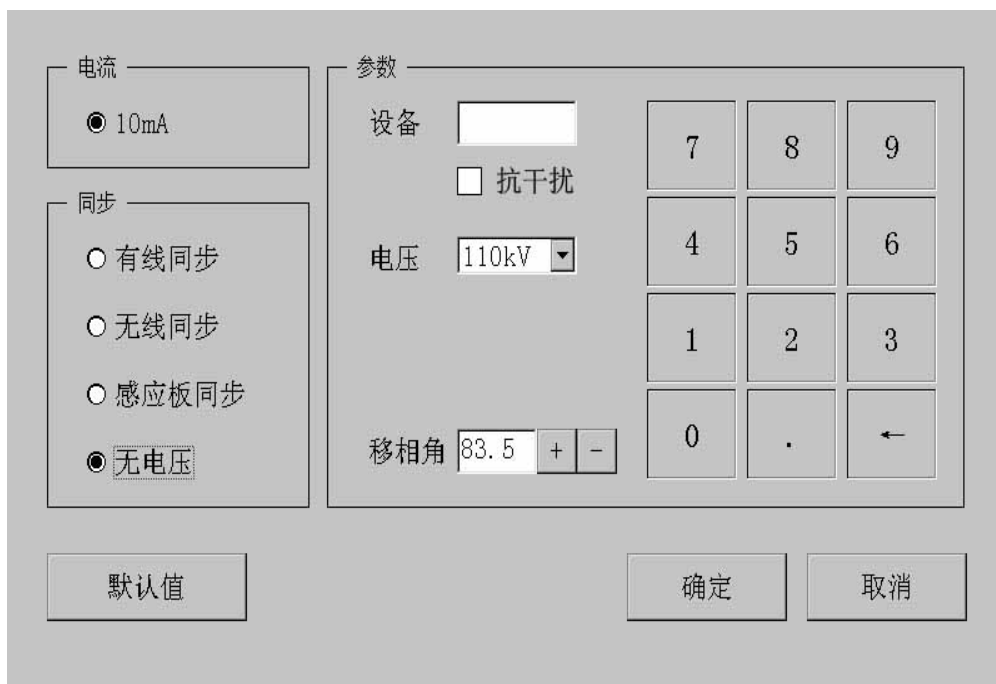 电流
10mA
同步
有线同步
无线同步
感应板同步
无电压
参数
设备
抗干扰
电压 110kV
移相角 83.5 + -
7 8 9
4 5 6
1 2 3
0 . ←
默认值 确定 取消